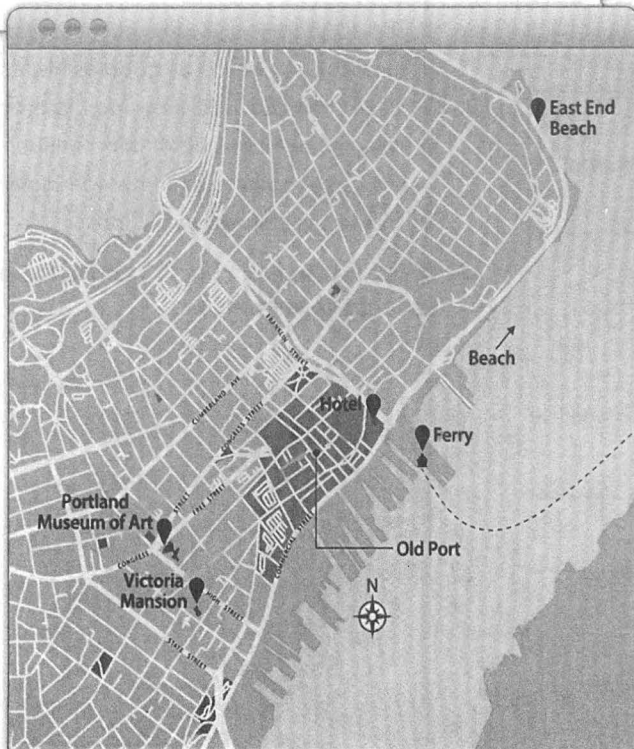 East End
Beach
FRANKLIN STREET
Beach
CUMBERLAND AVE
Hotel
CONGRESS STREET
Ferry
FREE STREET
Portland
Museum of Art
STREET
CONGRESS
COMMERCIAL STREET
Old Port
Victoria
Mansion
HIGH STREET
N
STATE STREET